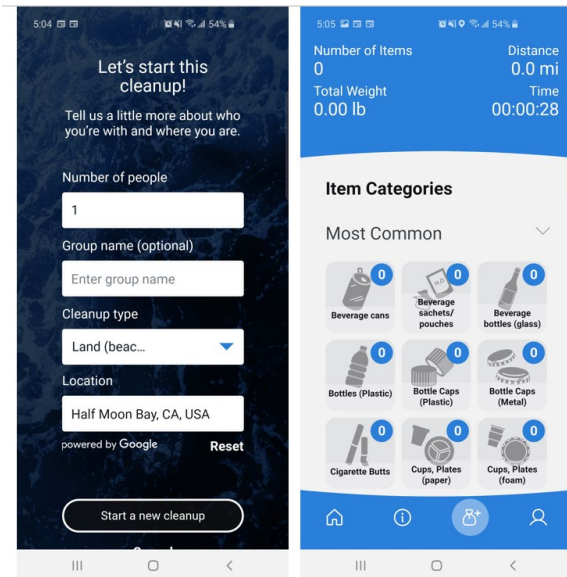 5:04
54%
Let's start this
cleanup!
Tell us a little more about who
you're with and where you are.
Number of people
1
Group name (optional)
Enter group name
Cleanup type
Land (beac...
Location
Half Moon Bay, CA, USA
powered by Google
Reset
Start a new cleanup
5:05
54%
Number of Items
0
Distance
0.0 mi
Total Weight
0.00 lb
Time
00:00:28
Item Categories
Most Common
0
Beverage cans
0
H₂O
Beverage
sachets/
pouches
0
Beverage
bottles (glass)
0
Bottles (Plastic)
0
Bottle Caps
(Plastic)
0
Bottle Caps
(Metal)
0
Cigarette Butts
0
Cups, Plates
(paper)
0
Cups, Plates
(foam)